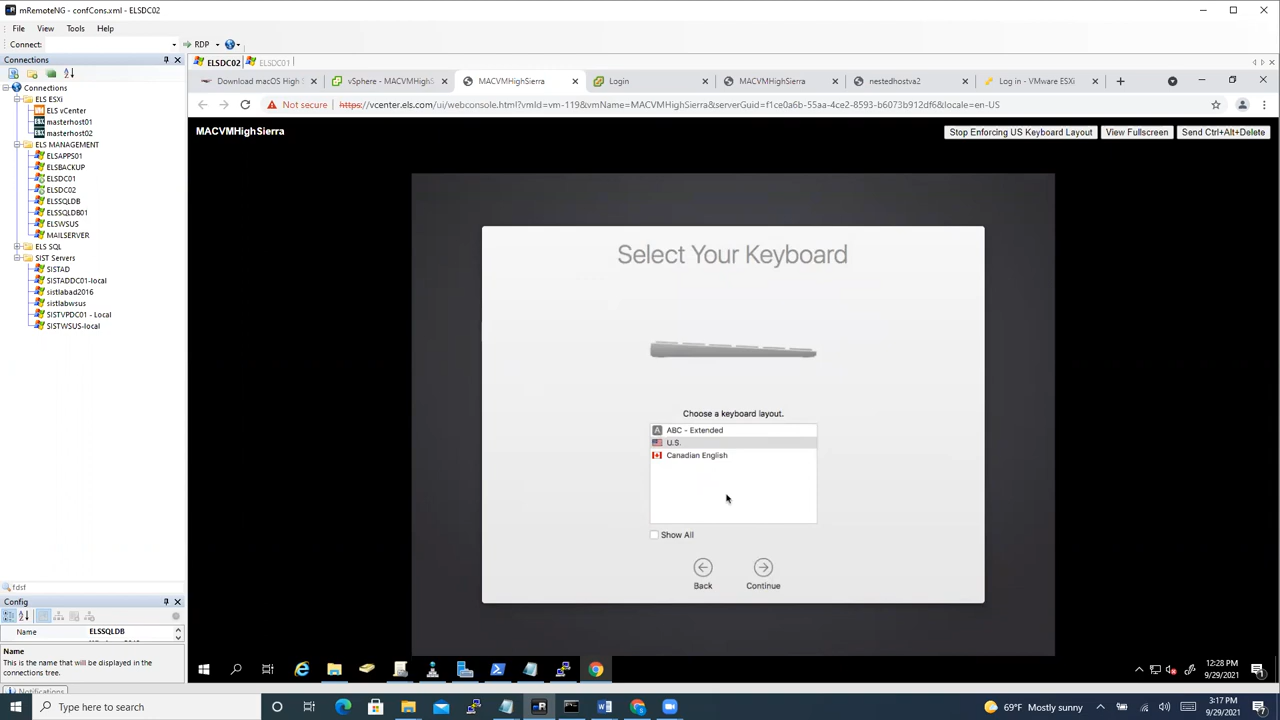 mRemoteNG - confCons.xml - ELSDC02
File View Tools Help
Connect: RDP
Connections
ELSDC02 ELSDC01
Download macOS High S vSphere - MACVMHighSi MACVMHighSierra Login MACVMHighSierra nestedhostva2 Log in - VMware ESXi
Not secure https://vcenter.els.com/ui/webconsole.html?vmId=vm-119&vmName=MACVMHighSierra&serverGuid=f1ce0a6b-55aa-4ce2-8593-b6073b912df6&locale=en-US
MACVMHighSierra
Stop Enforcing US Keyboard Layout View Fullscreen Send Ctrl+Alt+Delete
Connections
ELS ESXi
ELS vCenter
masterhost01
masterhost02
ELS MANAGEMENT
ELSAPPS01
ELSBACKUP
ELSDC01
ELSDC02
ELSSQLDB
ELSSQLDB01
ELSWSUS
MAILSERVER
ELS SQL
SIST Servers
SISTAD
SISTADDC01-local
sistlabad2016
sistlabwsus
SISTVPDC01 - Local
SISTWSUS-local
Select Your Keyboard
Choose a keyboard layout.
A ABC - Extended
U.S.
Canadian English
Show All
Back Continue
fdsf
Config
Name ELSSQLDB
Name
This is the name that will be displayed in the connections tree.
Notifications
12:28 PM
9/29/2021
Type here to search
69°F Mostly sunny
3:17 PM
9/29/2021